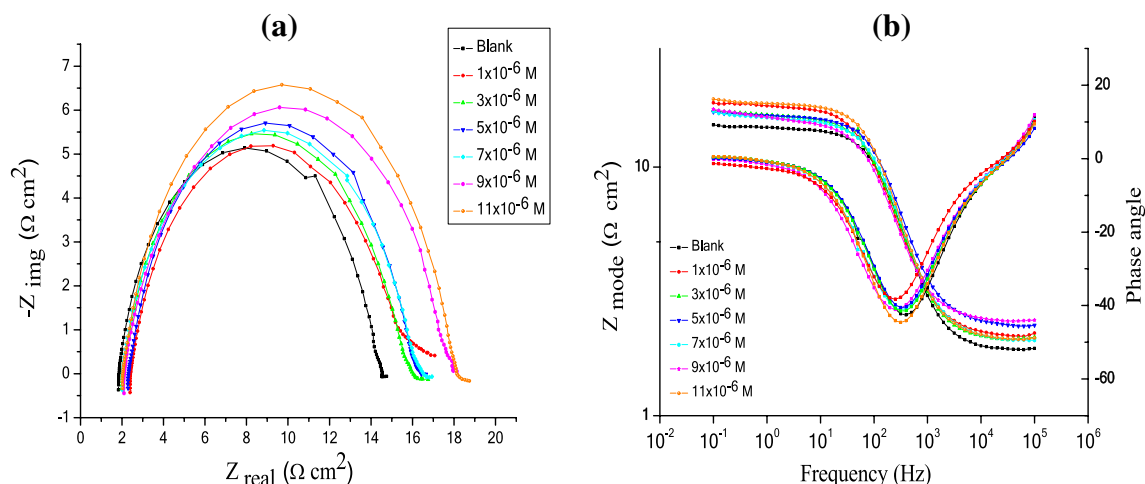 (a)
(b)
-Z img (Ω cm²)
7
6
5
4
3
2
1
0
-1
0 2 4 6 8 10 12 14 16 18 20
Z real (Ω cm²)
Blank
1x10⁻⁶ M
3x10⁻⁶ M
5x10⁻⁶ M
7x10⁻⁶ M
9x10⁻⁶ M
11x10⁻⁶ M
Z mode (Ω cm²)
10
1
Blank
1x10⁻⁶ M
3x10⁻⁶ M
5x10⁻⁶ M
7x10⁻⁶ M
9x10⁻⁶ M
11x10⁻⁶ M
10⁻² 10⁻¹ 10⁰ 10¹ 10² 10³ 10⁴ 10⁵ 10⁶
Frequency (Hz)
20
0
-20
-40
-60
Phase angle